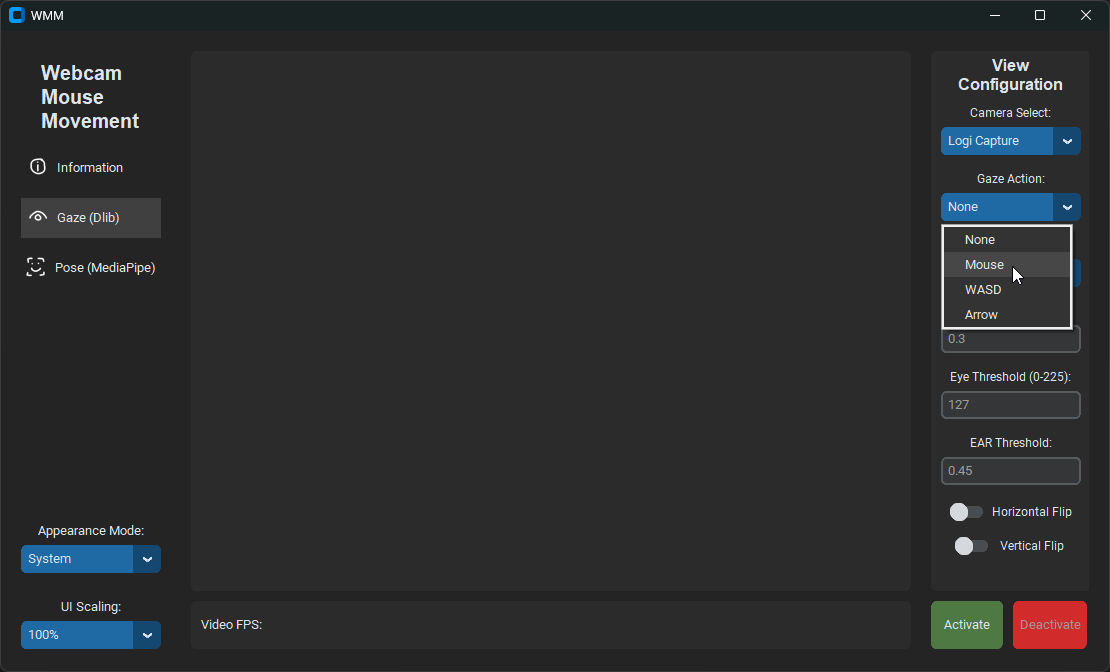 WMM
Webcam
Mouse
Movement
Information
Gaze (Dlib)
Pose (MediaPipe)
Appearance Mode:
System
UI Scaling:
100%
Video FPS:
View
Configuration
Camera Select:
Logi Capture
Gaze Action:
None
None
Mouse
WASD
Arrow
0.3
Eye Threshold (0-225):
127
EAR Threshold:
0.45
Horizontal Flip
Vertical Flip
Activate
Deactivate